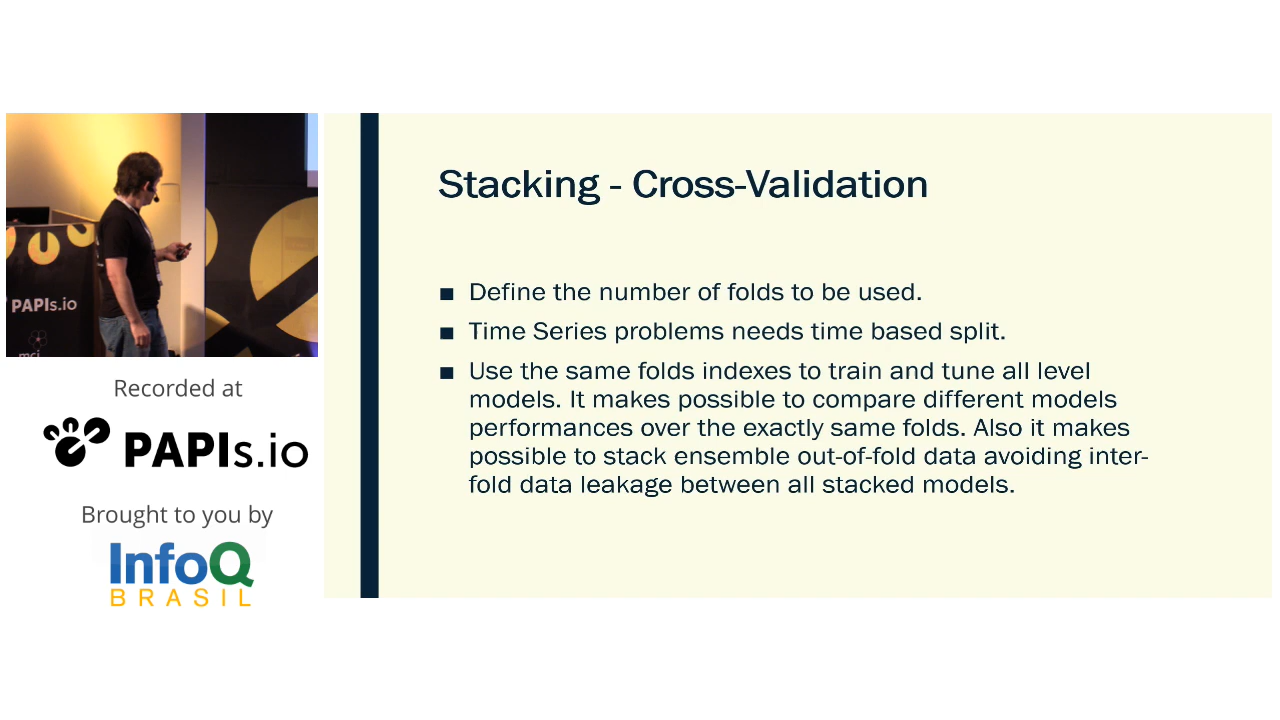 PAPIs.io
mci
Recorded at
PAPIs.io
Brought to you by
InfoQ
BRASIL
Stacking - Cross-Validation
■ Define the number of folds to be used.
■ Time Series problems needs time based split.
■ Use the same folds indexes to train and tune all level
models. It makes possible to compare different models
performances over the exactly same folds. Also it makes
possible to stack ensemble out-of-fold data avoiding inter-
fold data leakage between all stacked models.